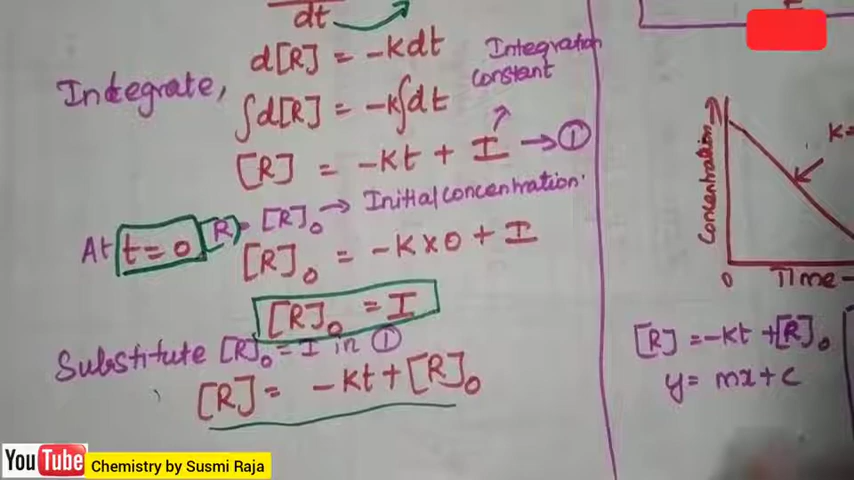 dt
d[R] = -Kdt
Integrate,
∫d[R] = -K∫dt
Integration
constant
[R] = -Kt + I → ①
At t=0 [R]=[R]₀ → Initial concentration.
[R]₀ = -K×0 + I
[R]₀ = I
Substitute [R]₀ = I in ①
[R] = -Kt+[R]₀
Concentration
K=
0 Time
[R] = -Kt +[R]₀
y= mx+c
YouTube
Chemistry by Susmi Raja